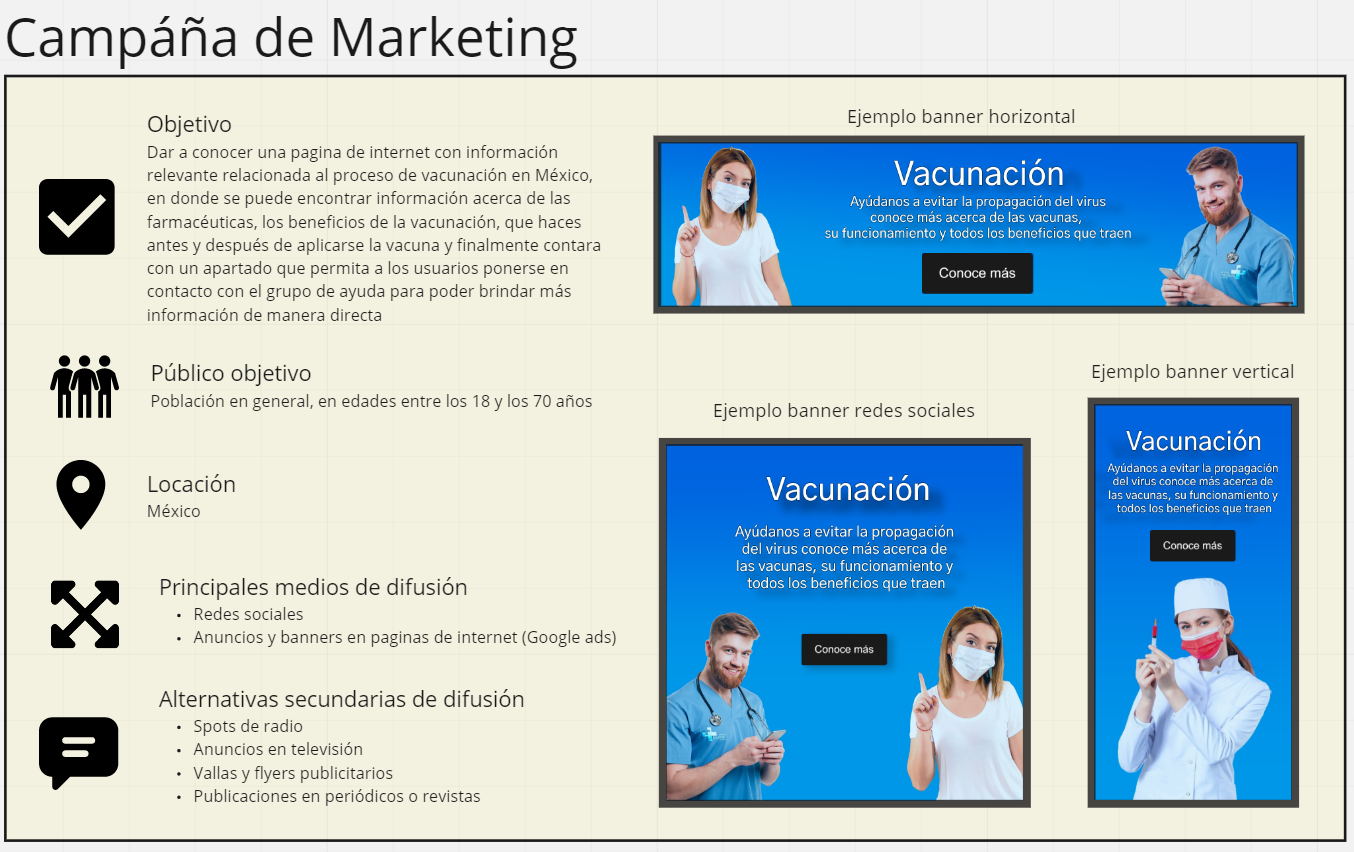 Campáña de Marketing
Objetivo
Dar a conocer una pagina de internet con información
relevante relacionada al proceso de vacunación en México,
en donde se puede encontrar información acerca de las
farmacéuticas, los beneficios de la vacunación, que haces
antes y después de aplicarse la vacuna y finalmente contara
con un apartado que permita a los usuarios ponerse en
contacto con el grupo de ayuda para poder brindar más
información de manera directa
Público objetivo
Población en general, en edades entre los 18 y los 70 años
Locación
México
Principales medios de difusión
• Redes sociales
• Anuncios y banners en paginas de internet (Google ads)
Alternativas secundarias de difusión
• Spots de radio
• Anuncios en televisión
• Vallas y flyers publicitarios
• Publicaciones en periódicos o revistas
Ejemplo banner horizontal
Vacunación
Ayúdanos a evitar la propagación del virus
conoce más acerca de las vacunas,
su funcionamiento y todos los beneficios que traen
Conoce más
Ejemplo banner redes sociales
Vacunación
Ayúdanos a evitar la propagación
del virus conoce más acerca de
las vacunas, su funcionamiento y
todos los beneficios que traen
Conoce más
Ejemplo banner vertical
Vacunación
Ayúdanos a evitar la propagación
del virus conoce más acerca de
las vacunas, su funcionamiento y
todos los beneficios que traen
Conoce más